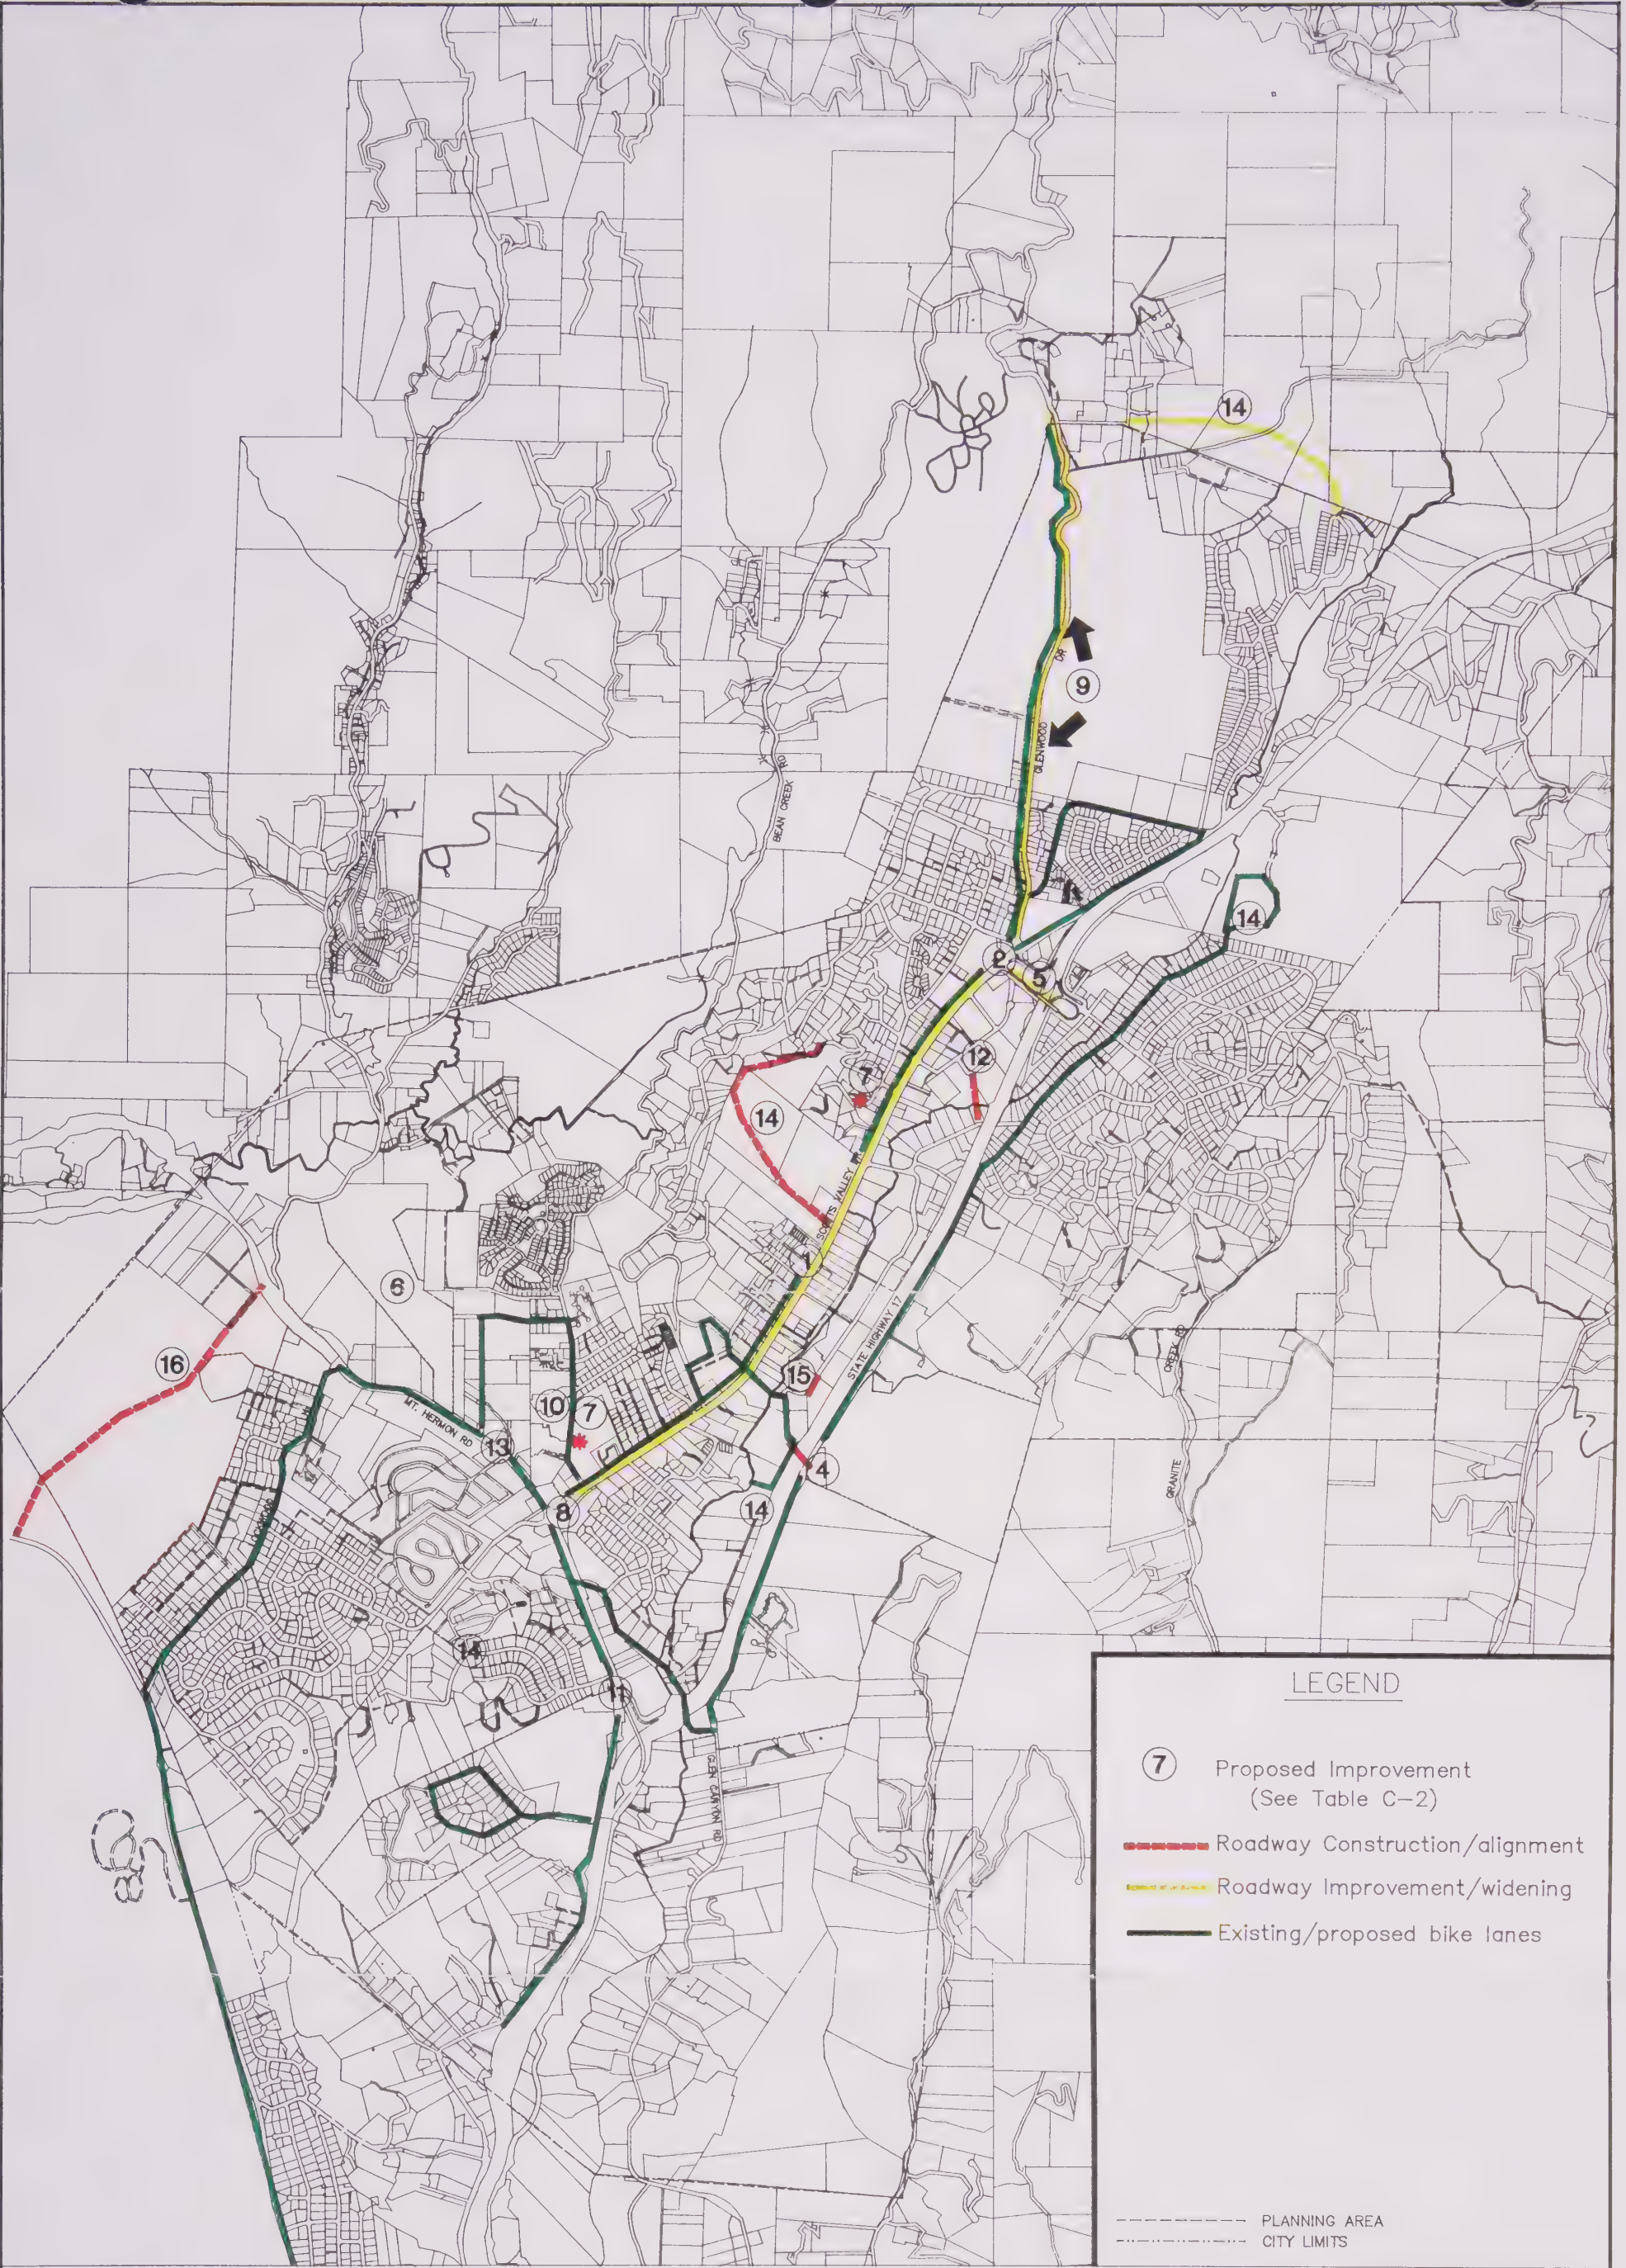 14
9
DR
GLENWOOD
BEAN CREEK RD
14
2
5
12
7
14
SCOTTS VALLEY
1
6
STATE HIGHWAY 17
16
15
CREEK RD
10
7
MT. HERMON RD
13
4
GRANITE
8
14
14
11
GLEN CANYON RD
LEGEND
7 Proposed Improvement
(See Table C-2)
Roadway Construction/alignment
Roadway Improvement/widening
Existing/proposed bike lanes
PLANNING AREA
CITY LIMITS